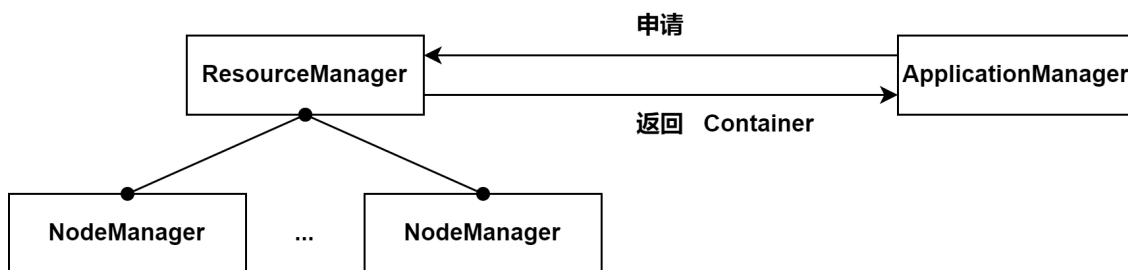 申请
ResourceManager
ApplicationManager
返回 Container
NodeManager
...
NodeManager